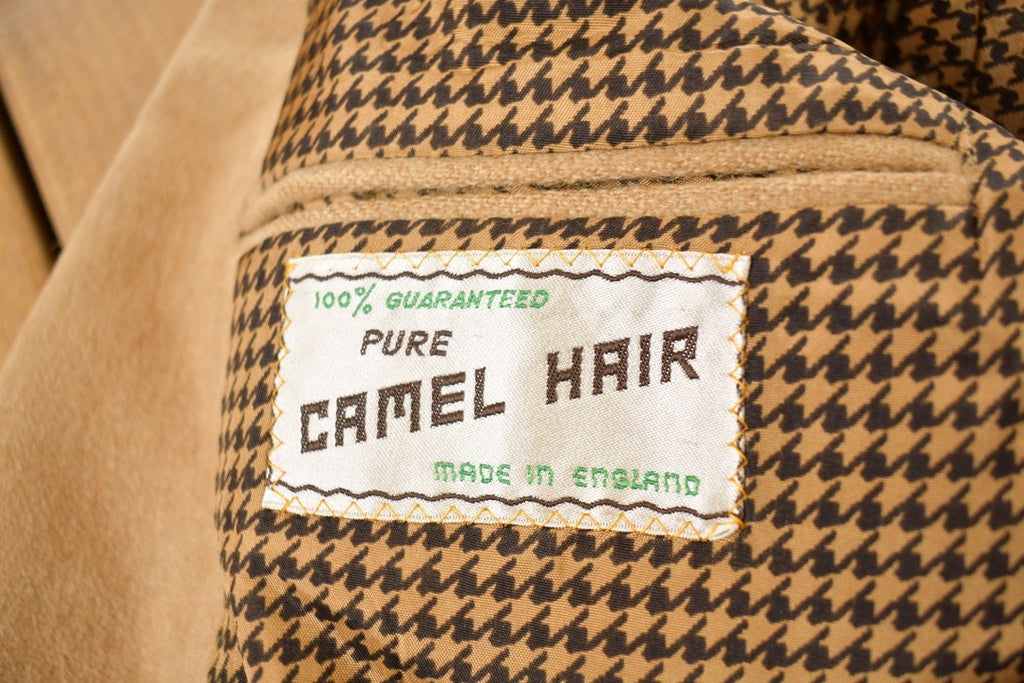 100% GUARANTEED
PURE
CAMEL HAIR
MADE IN ENGLAND